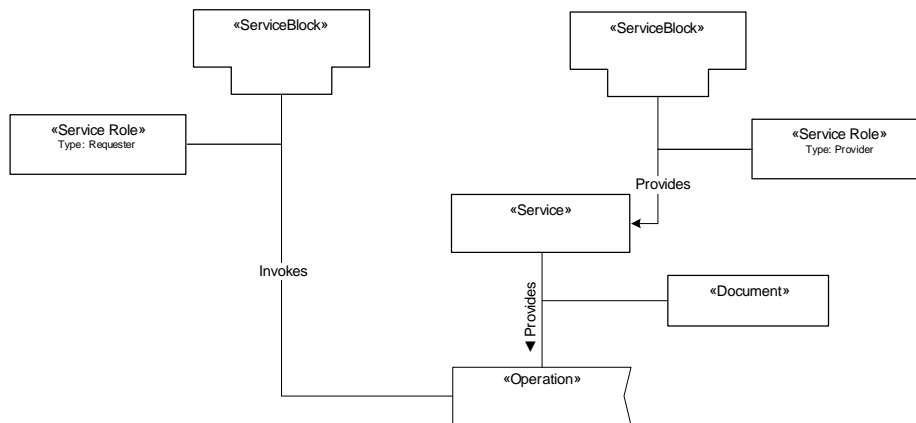 «ServiceBlock»
«ServiceBlock»
«Service Role»
Type: Requester
«Service Role»
Type: Provider
Provides
«Service»
Invokes
Provides
«Document»
«Operation»